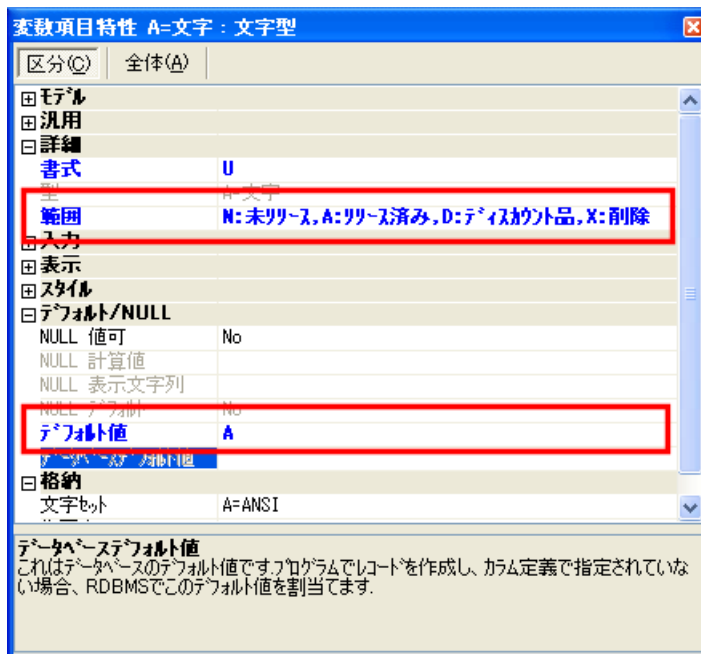 変数項目特性 A=文字 : 文字型
区分(C) 全体(A)
ﾓﾃﾞﾙ
汎用
詳細
書式 U
型 A=文字
範囲 N:未ﾘﾘｰｽ,A:ﾘﾘｰｽ済み,D:ﾃﾞｨｽｶｳﾝﾄ品,X:削除
入力
表示
ｽﾀｲﾙ
ﾃﾞﾌｫﾙﾄ/NULL
NULL 値可 No
NULL 計算値
NULL 表示文字列
NULL ﾃﾞﾌｫﾙﾄ No
ﾃﾞﾌｫﾙﾄ値 A
ﾃﾞｰﾀﾍﾞｰｽﾃﾞﾌｫﾙﾄ値
格納
文字ｾｯﾄ A=ANSI
ﾃﾞｰﾀﾍﾞｰｽﾃﾞﾌｫﾙﾄ値
これはﾃﾞｰﾀﾍﾞｰｽのﾃﾞﾌｫﾙﾄ値です.ﾌﾟﾛｸﾞﾗﾑでﾚｺｰﾄﾞを作成し、ｶﾗﾑ定義で指定されていな
い場合、RDBMSでこのﾃﾞﾌｫﾙﾄ値を割当てます.